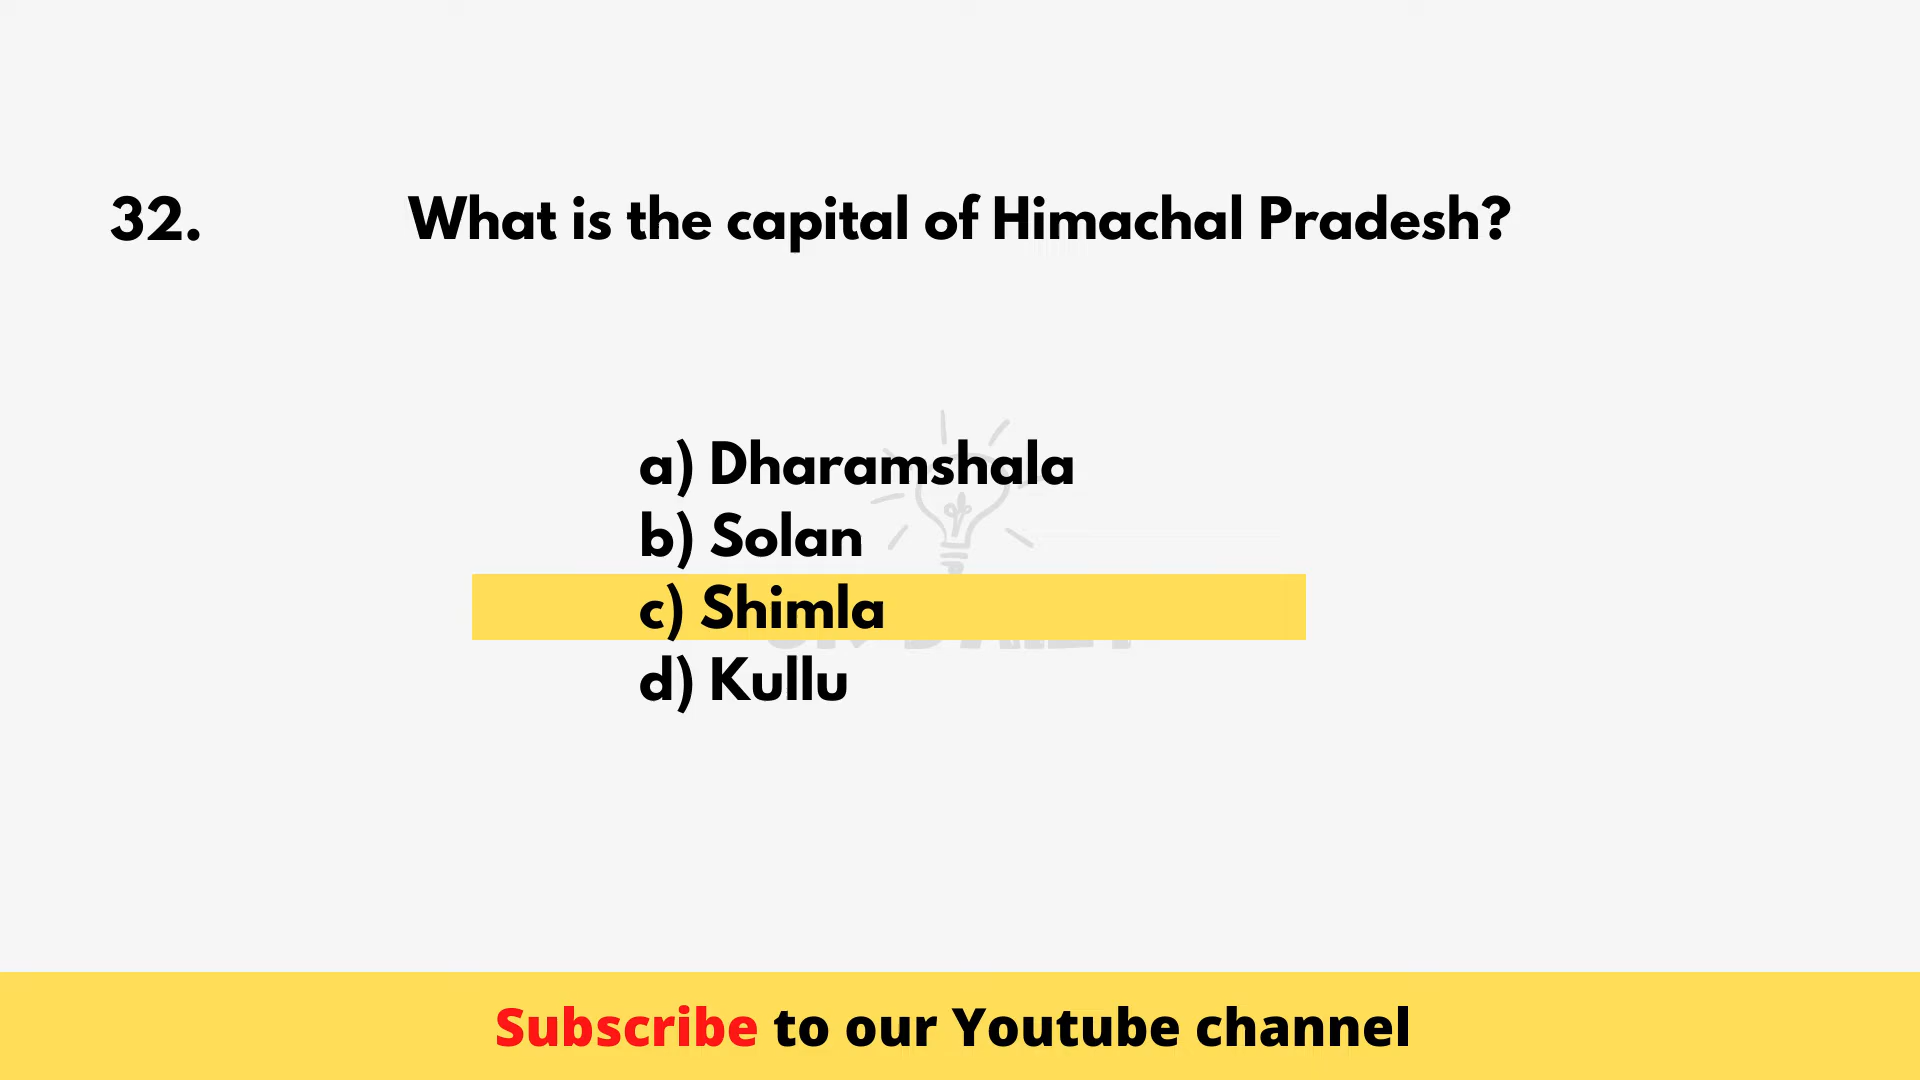 32. What is the capital of Himachal Pradesh?
a) Dharamshala
b) Solan
c) Shimla
d) Kullu
Subscribe to our Youtube channel